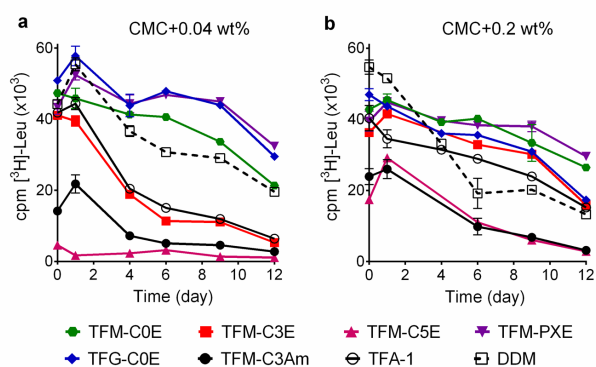 a CMC+0.04 wt%
cpm [³H]-Leu (x10³)
60
40
20
0
0 2 4 6 8 10 12
Time (day)
b CMC+0.2 wt%
cpm [³H]-Leu (x10³)
60
40
20
0
0 2 4 6 8 10 12
Time (day)
TFM-C0E TFM-C3E TFM-C5E TFM-PXE
TFG-C0E TFM-C3Am TFA-1 DDM